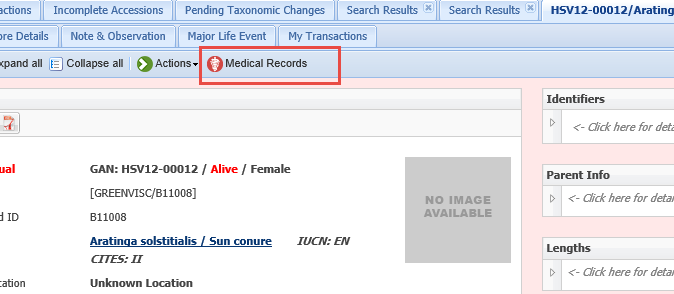 actions Incomplete Accessions Pending Taxonomic Changes Search Results Search Results HSV12-00012/Arating
ore Details Note & Observation Major Life Event My Transactions
xpand all Collapse all Actions Medical Records
Identifiers
<- Click here for deta
ual GAN: HSV12-00012 / Alive / Female
[GREENVISC/B11008]
NO IMAGE
AVAILABLE
Parent Info
<- Click here for deta
d ID B11008
Aratinga solstitialis / Sun conure IUCN: EN
CITES: II
Lengths
<- Click here for deta
cation Unknown Location